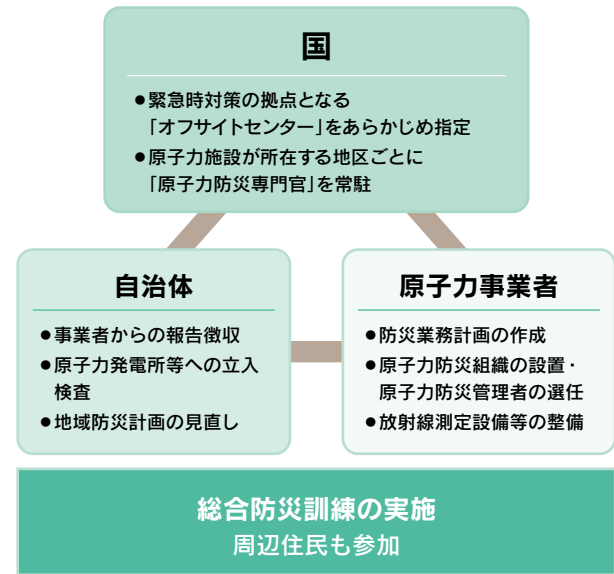 国
●緊急時対策の拠点となる
「オフサイトセンター」をあらかじめ指定
●原子力施設が所在する地区ごとに
「原子力防災専門官」を常駐
自治体
●事業者からの報告徴収
●原子力発電所等への立入
検査
●地域防災計画の見直し
原子力事業者
●防災業務計画の作成
●原子力防災組織の設置・
原子力防災管理者の選任
●放射線測定設備等の整備
総合防災訓練の実施
周辺住民も参加